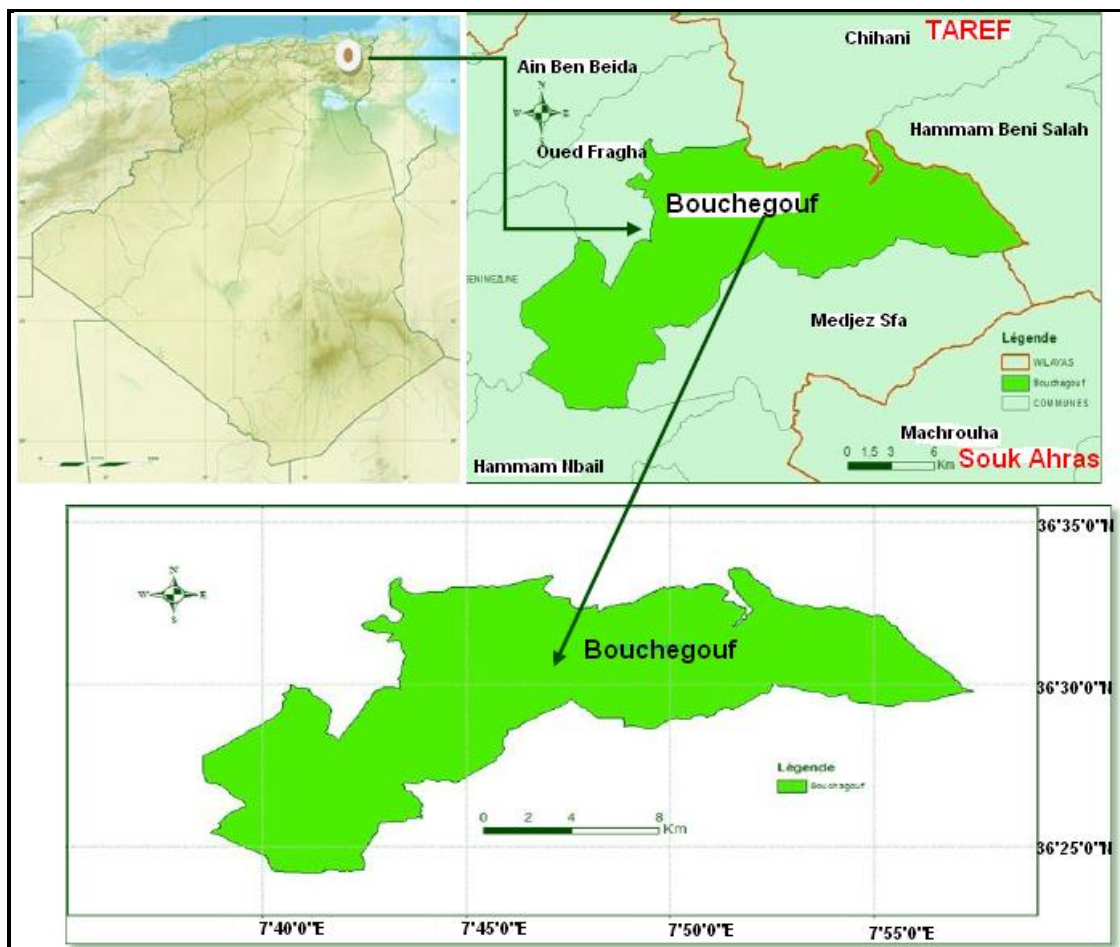 Chihani TAREF
Ain Ben Beida
N
W E
S
Hammam Beni Salah
Oued Fragha
Bouchegouf
Medjez Sfa
Légende
WILAYAS
Bouchagouf
COMMUNES
Machrouha
0 1,5 3 6
Km
Souk Ahras
Hammam Nbail
36°35'0"N
N
W E
S
Bouchegouf
36°30'0"N
Légende
Bouchagouf
0 2 4 8
Km
36°25'0"N
7°40'0"E 7°45'0"E 7°50'0"E 7°55'0"E